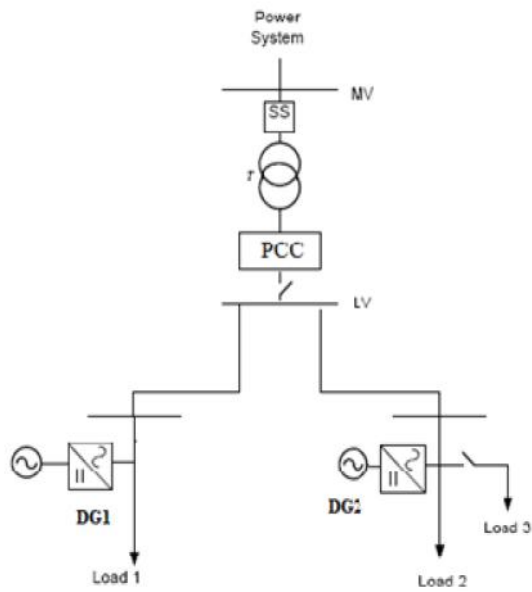 Power
System
MV
SS
T
PCC
LV
DG1
DG2
Load 3
Load 1
Load 2